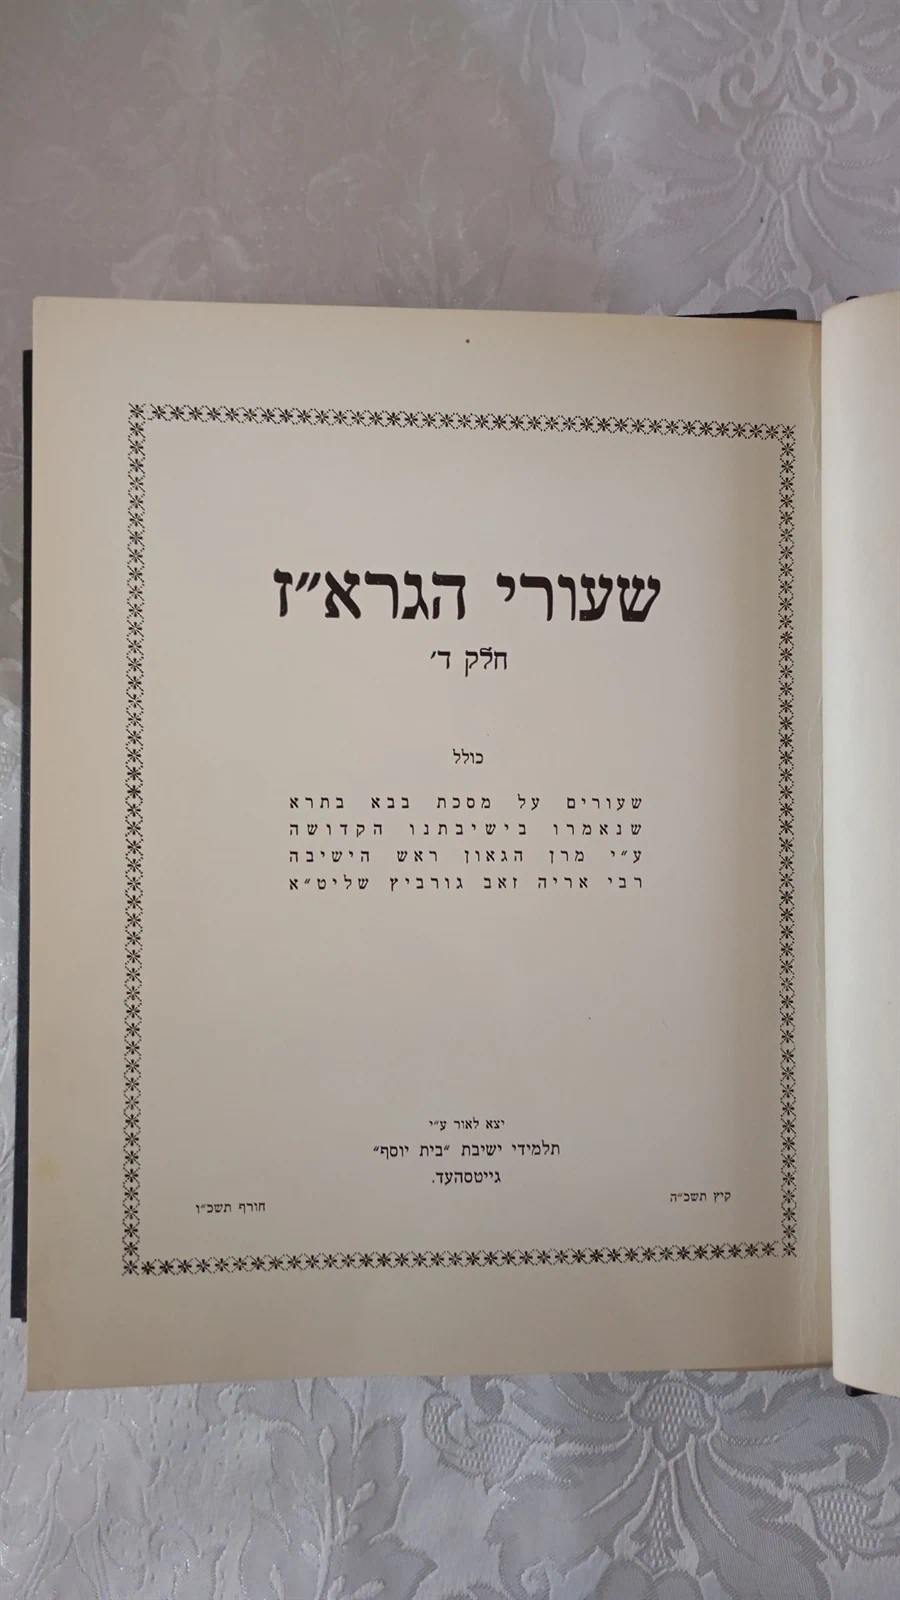 שעורי הגרא״ז
חלק ד׳
כולל
שעורים על מסכת בבא בתרא
שנאמרו בישיבתנו הקדושה
ע״י מרן הגאון ראש הישיבה
רבי אריה זאב גורביץ שליט״א
יצא לאור ע״י
תלמידי ישיבת ״בית יוסף״
גייטסהעד.
קיץ תשכ״ה
חורף תשכ״ו